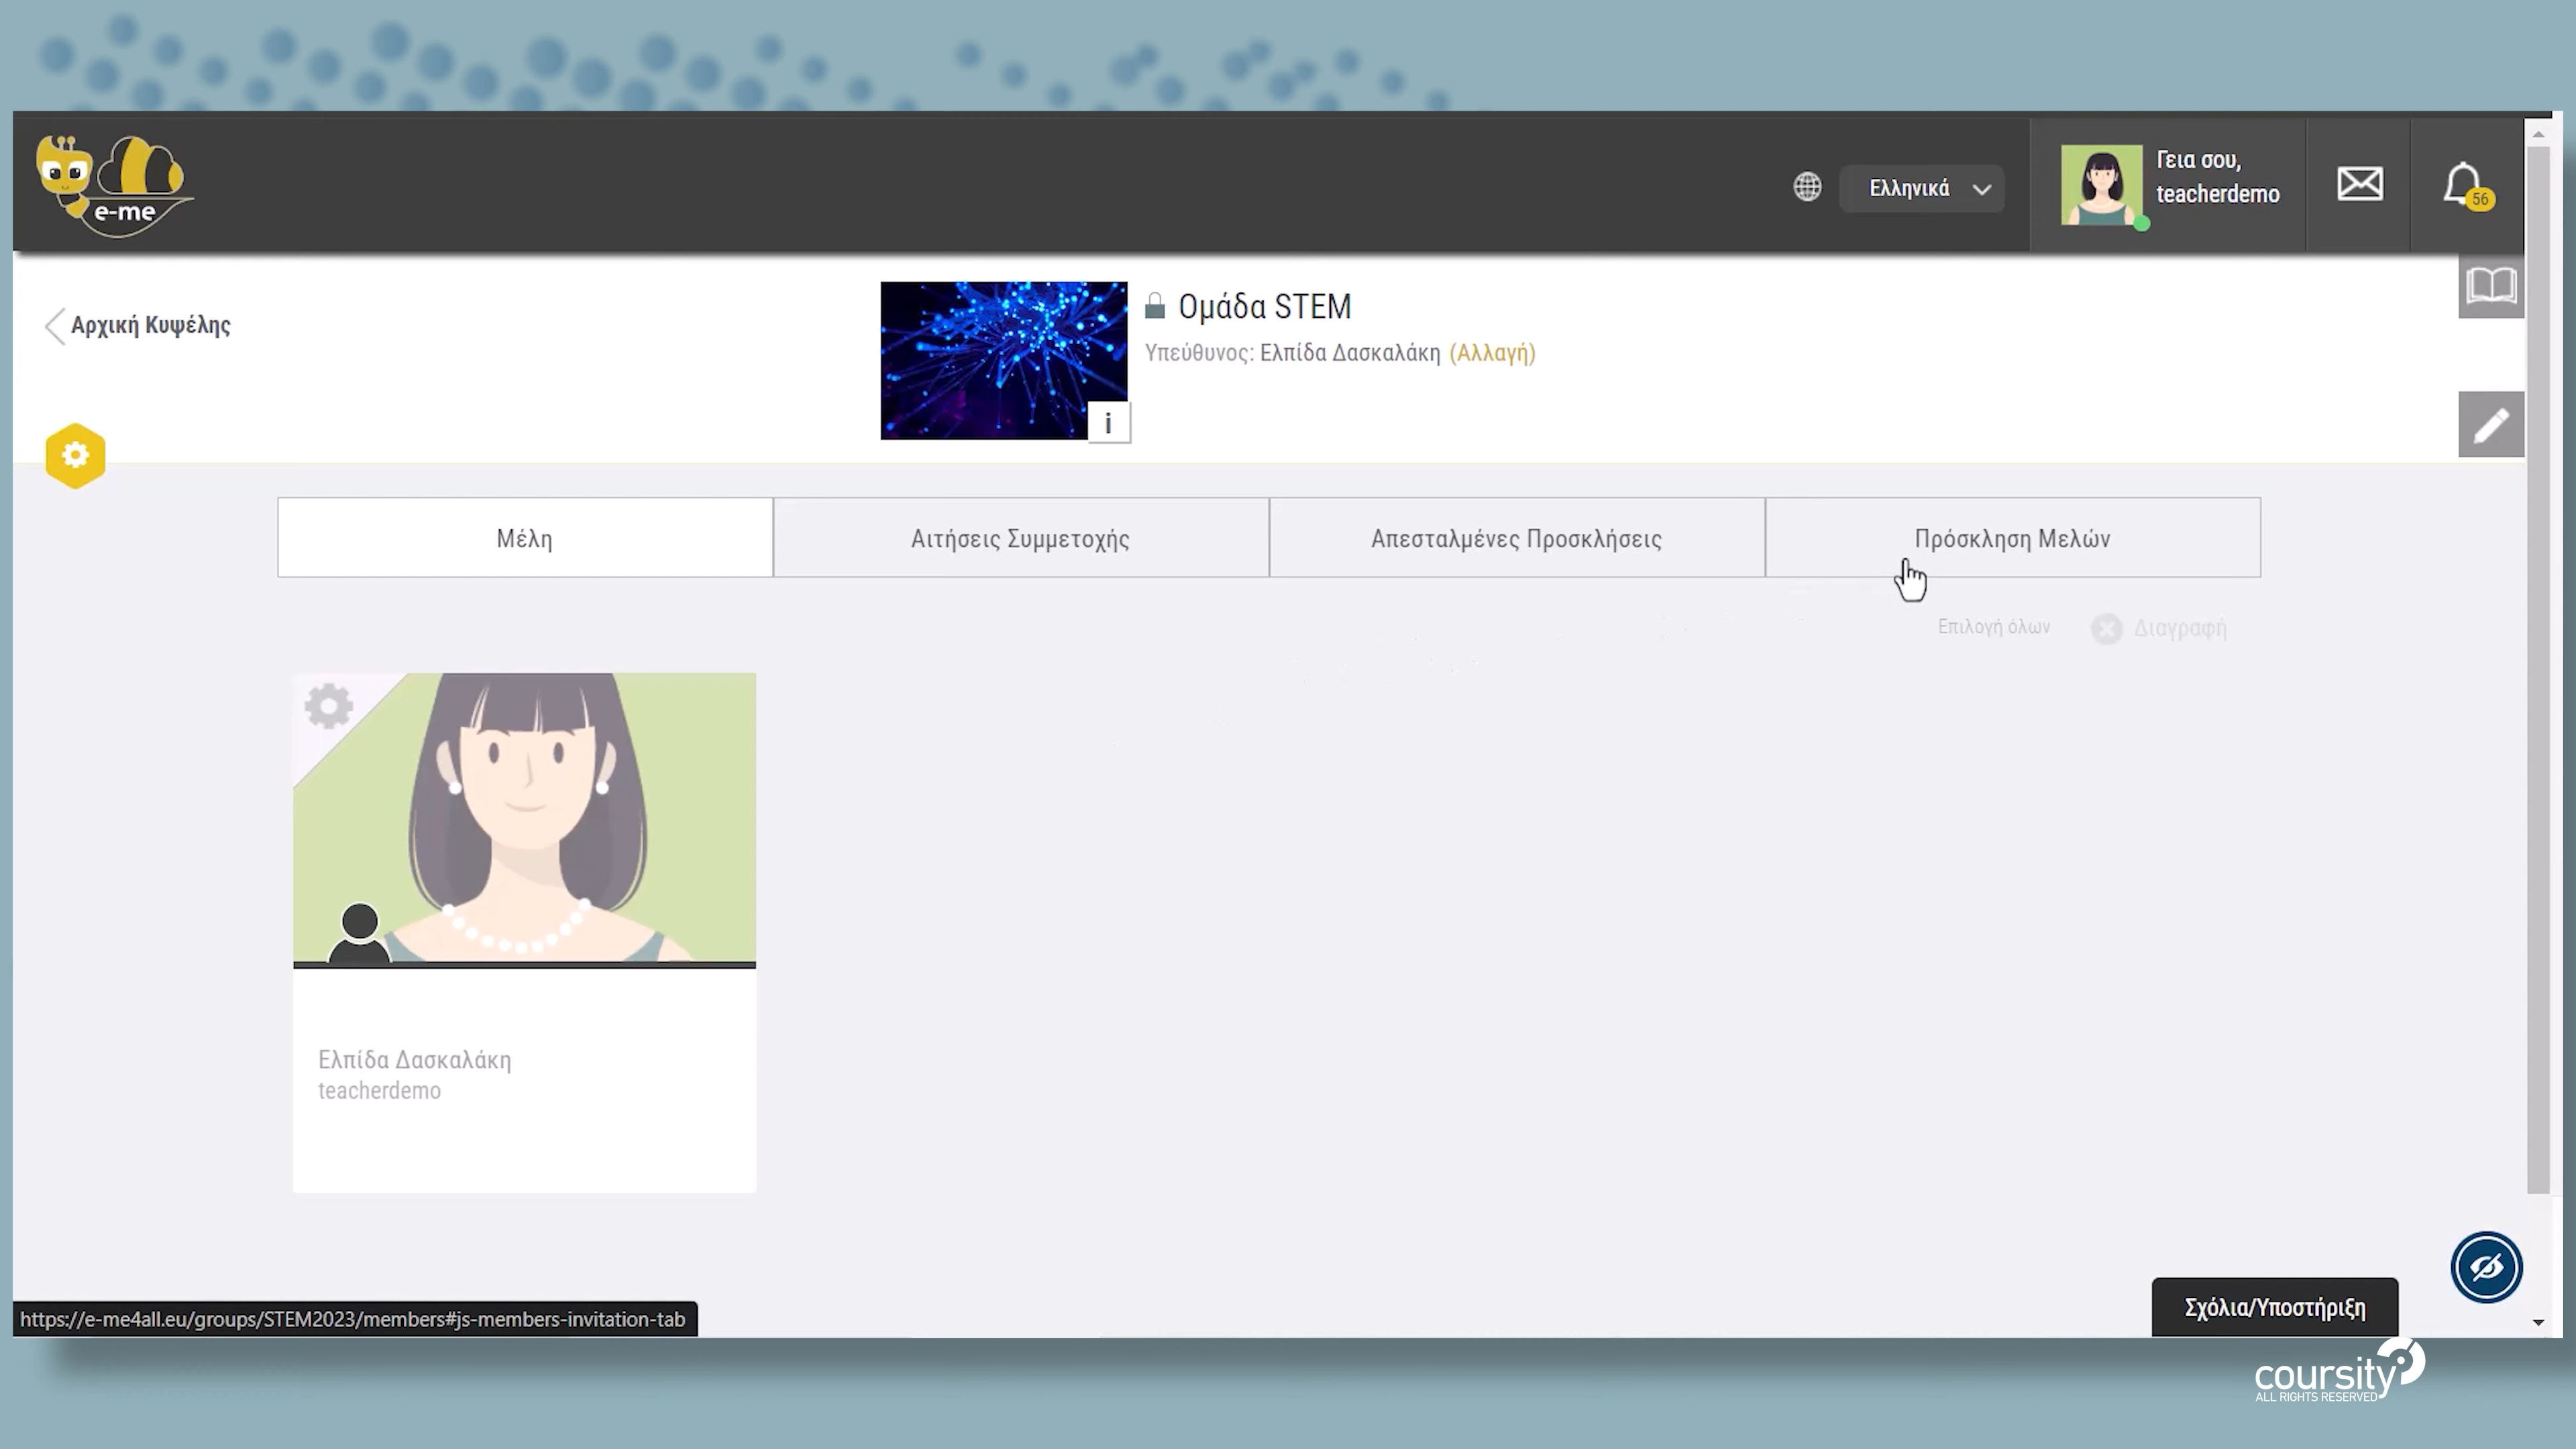 e-me
Ελληνικά
Γεια σου,
teacherdemo
56
Αρχική Κυψέλης
Ομάδα STEM
Υπεύθυνος: Ελπίδα Δασκαλάκη (Αλλαγή)
i
Μέλη
Αιτήσεις Συμμετοχής
Απεσταλμένες Προσκλήσεις
Πρόσκληση Μελών
Επιλογή όλων
Διαγραφή
Ελπίδα Δασκαλάκη
teacherdemo
https://e-me4all.eu/groups/STEM2023/members#js-members-invitation-tab
Σχόλια/Υποστήριξη
coursity
ALL RIGHTS RESERVED